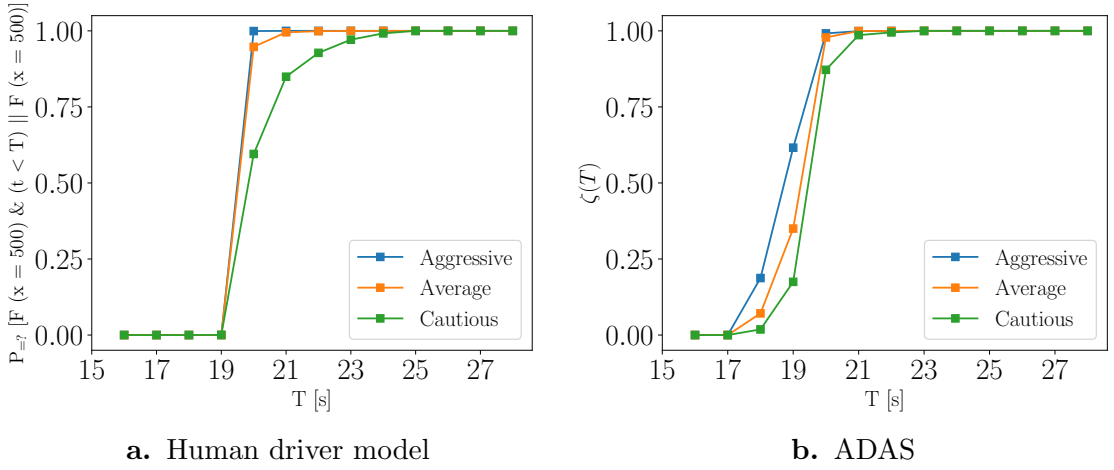 P=? [F (x = 500) & (t < T) || F (x = 500)]
1.00
0.75
0.50
0.25
0.00
15 17 19 21 23 25 27
T [s]
Aggressive
Average
Cautious
a. Human driver model
ζ(T)
1.00
0.75
0.50
0.25
0.00
15 17 19 21 23 25 27
T [s]
Aggressive
Average
Cautious
b. ADAS